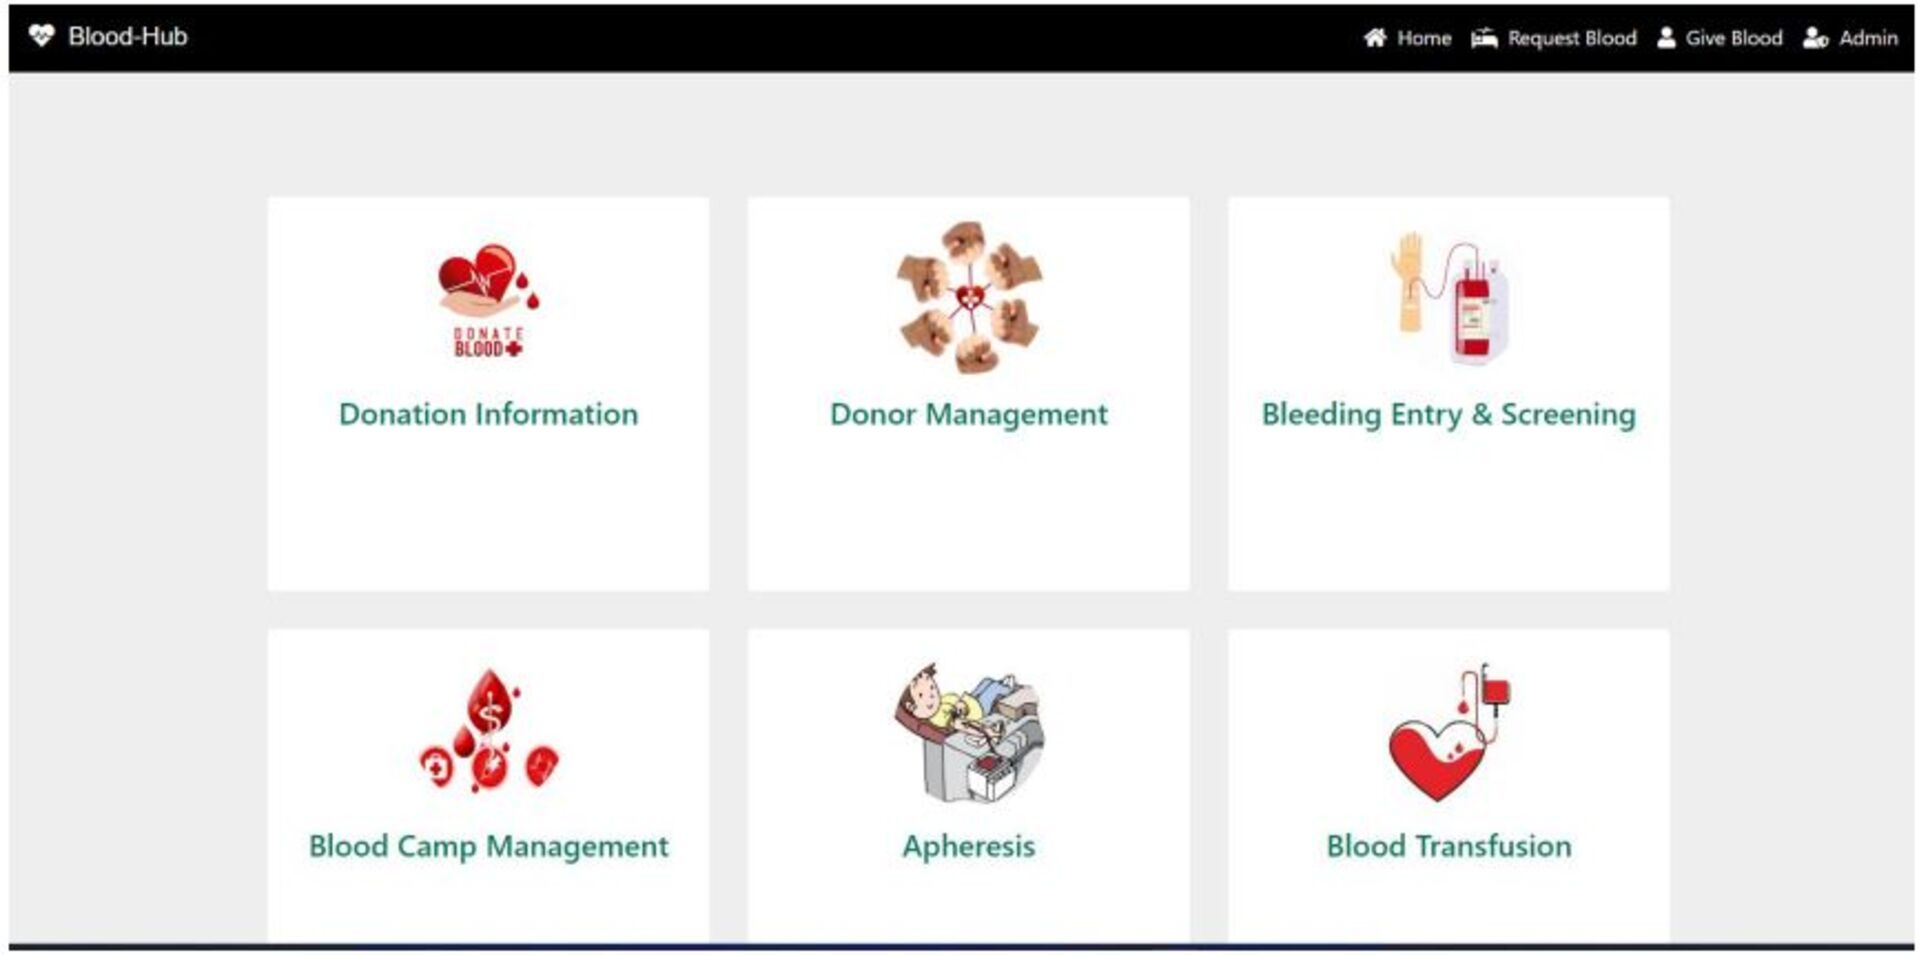 Blood-Hub
Home Request Blood Give Blood Admin
DONATE
BLOOD
Donation Information
Donor Management
Bleeding Entry & Screening
Blood Camp Management
Apheresis
Blood Transfusion